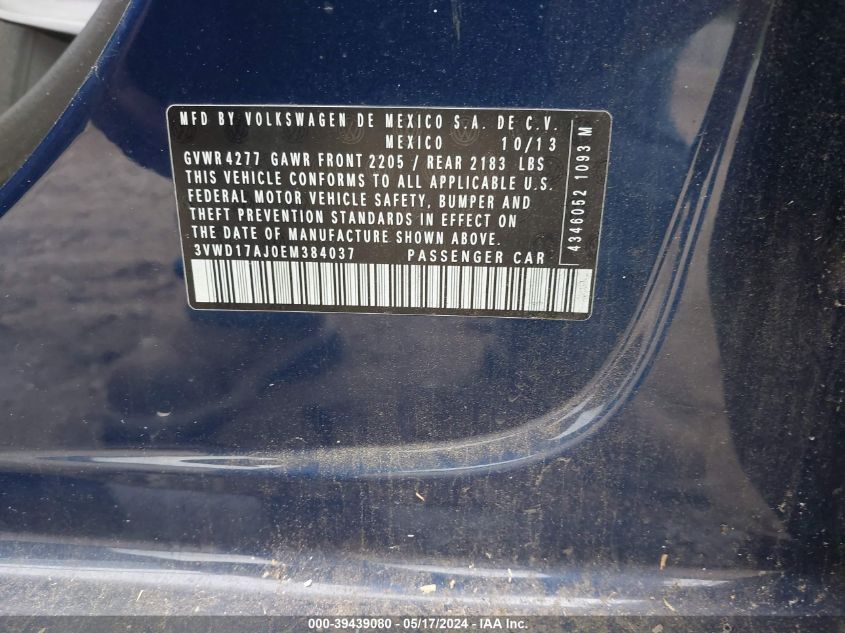 MFD BY VOLKSWAGEN DE MEXICO S.A. DE C.V.
MEXICO 10/13
GVWR 4277 GAWR FRONT 2205 / REAR 2183 LBS
THIS VEHICLE CONFORMS TO ALL APPLICABLE U.S.
FEDERAL MOTOR VEHICLE SAFETY, BUMPER AND
THEFT PREVENTION STANDARDS IN EFFECT ON
THE DATE OF MANUFACTURE SHOWN ABOVE.
3VWD17AJ0EM384037 PASSENGER CAR
4346052 1093 M
000-39439080 - 05/17/2024 - IAA Inc.